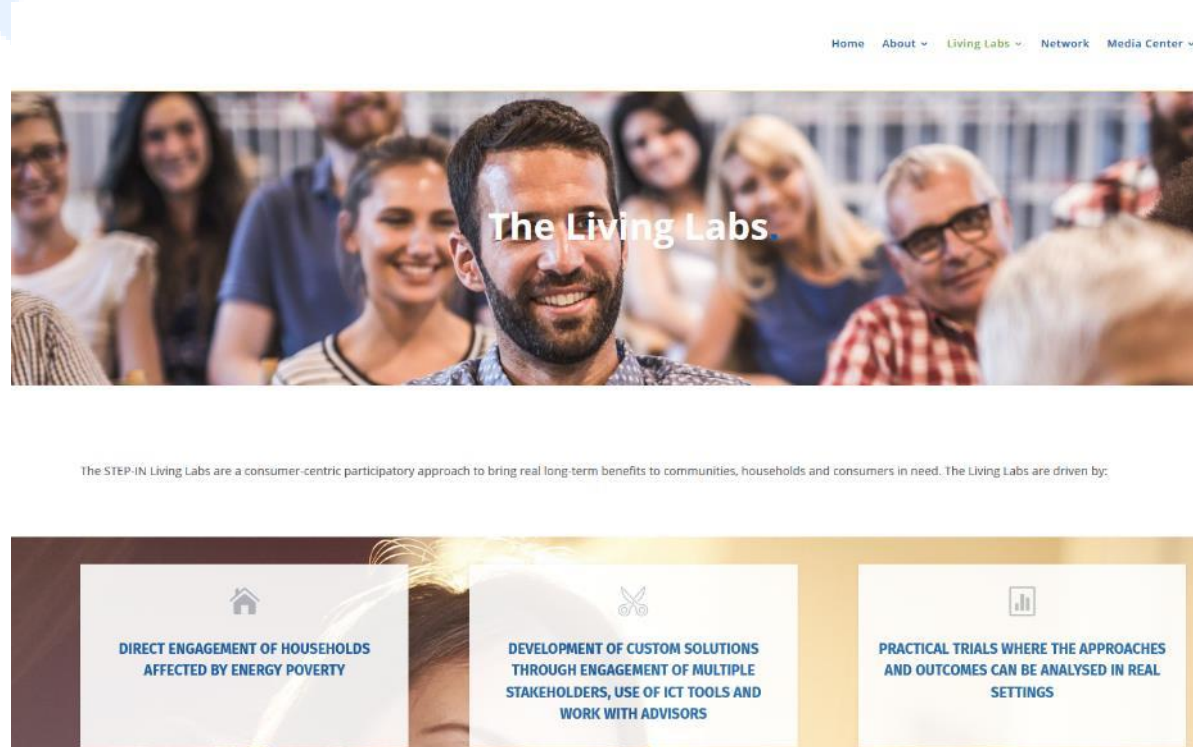 Home About Living Labs Network Media Center
The Living Labs.
The STEP-IN Living Labs are a consumer-centric participatory approach to bring real long-term benefits to communities, households and consumers in need. The Living Labs are driven by:
DIRECT ENGAGEMENT OF HOUSEHOLDS
AFFECTED BY ENERGY POVERTY
DEVELOPMENT OF CUSTOM SOLUTIONS
THROUGH ENGAGEMENT OF MULTIPLE
STAKEHOLDERS, USE OF ICT TOOLS AND
WORK WITH ADVISORS
PRACTICAL TRIALS WHERE THE APPROACHES
AND OUTCOMES CAN BE ANALYSED IN REAL
SETTINGS